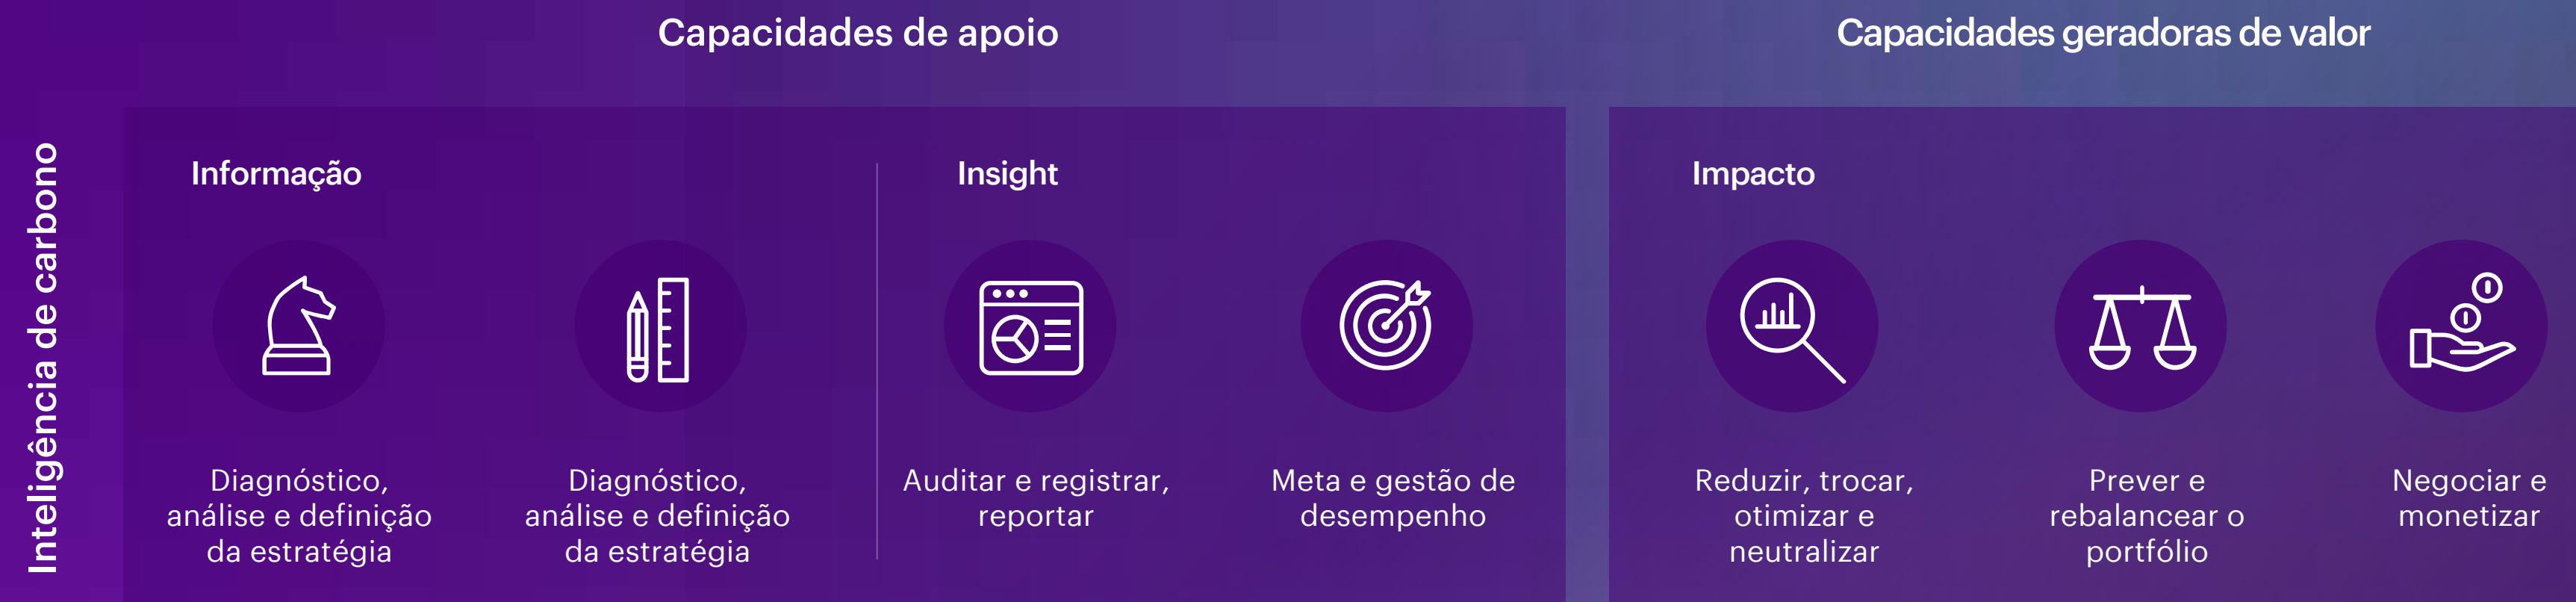 Capacidades de apoio
Capacidades geradoras de valor
Inteligência de carbono
Informação
Diagnóstico,
análise e definição
da estratégia
Diagnóstico,
análise e definição
da estratégia
Insight
Auditar e registrar,
reportar
Meta e gestão de
desempenho
Impacto
Reduzir, trocar,
otimizar e
neutralizar
Prever e
rebalancear o
portfólio
Negociar e
monetizar